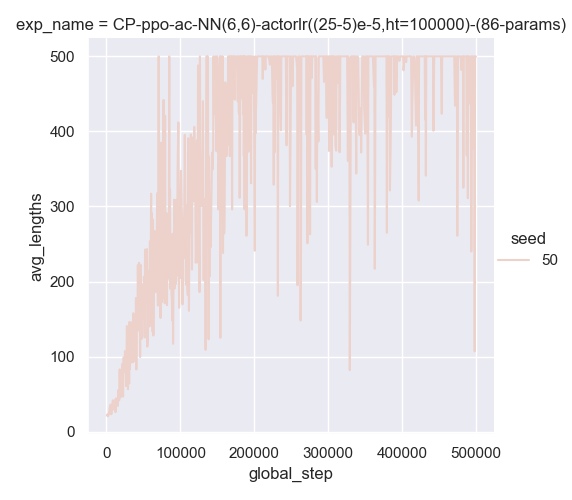 exp_name = CP-ppo-ac-NN(6,6)-actorlr((25-5)e-5,ht=100000)-(86-params)
500
400
300
200
100
0
avg_lengths
0 100000 200000 300000 400000 500000
global_step
seed
50